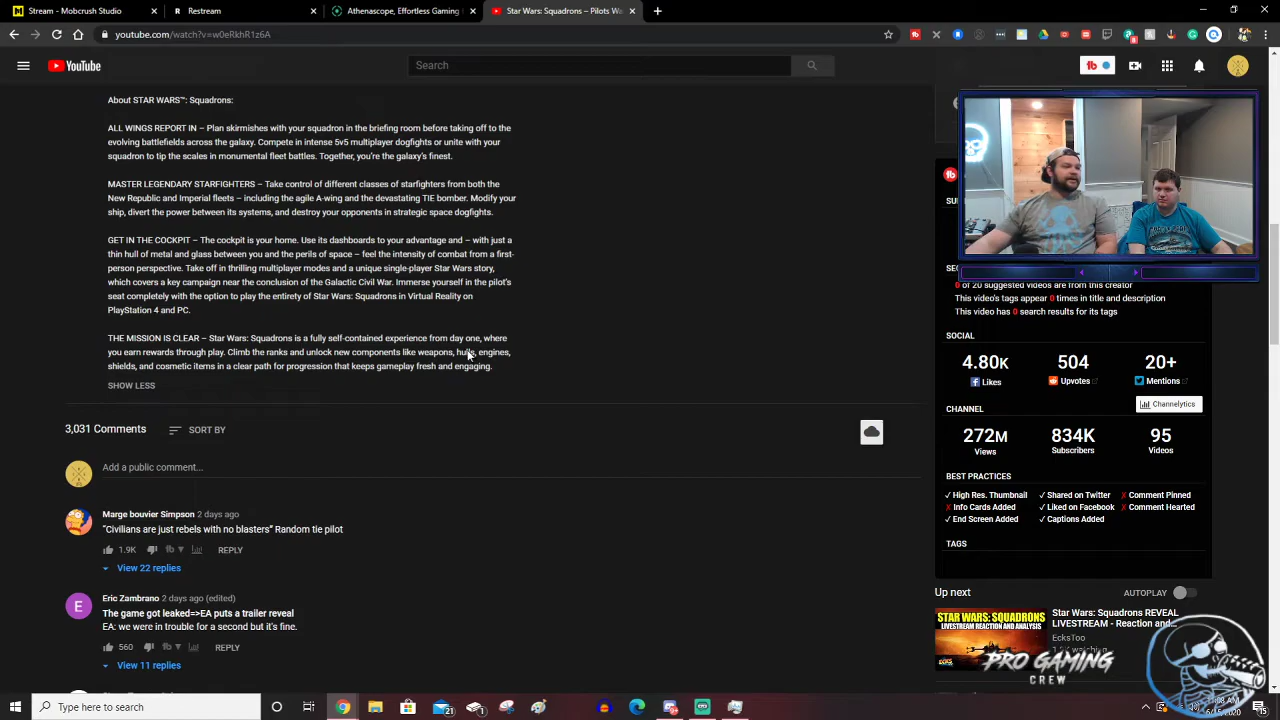 Stream – Mobcrush Studio
Restream
Athenascope, Effortless Gaming
Star Wars: Squadrons – Pilots Wa
youtube.com/watch?v=w0eRkhR1z6A
YouTube
Search
About STAR WARS™: Squadrons:
ALL WINGS REPORT IN – Plan skirmishes with your squadron in the briefing room before taking off to the
evolving battlefields across the galaxy. Compete in intense 5v5 multiplayer dogfights or unite with your
squadron to tip the scales in monumental fleet battles. Together, you're the galaxy's finest.
MASTER LEGENDARY STARFIGHTERS – Take control of different classes of starfighters from both the
New Republic and Imperial fleets – including the agile A-wing and the devastating TIE bomber. Modify your
ship, divert the power between its systems, and destroy your opponents in strategic space dogfights.
GET IN THE COCKPIT – The cockpit is your home. Use its dashboards to your advantage and – with just a
thin hull of metal and glass between you and the perils of space – feel the intensity of combat from a first-
person perspective. Take off in thrilling multiplayer modes and a unique single-player Star Wars story,
which covers a key campaign near the conclusion of the Galactic Civil War. Immerse yourself in the pilot's
seat completely with the option to play the entirety of Star Wars: Squadrons in Virtual Reality on
PlayStation 4 and PC.
THE MISSION IS CLEAR – Star Wars: Squadrons is a fully self-contained experience from day one, where
you earn rewards through play. Climb the ranks and unlock new components like weapons, hulls, engines,
shields, and cosmetic items in a clear path for progression that keeps gameplay fresh and engaging.
SHOW LESS
3,031 Comments
SORT BY
Add a public comment...
Marge bouvier Simpson 2 days ago
"Civilians are just rebels with no blasters" Random tie pilot
1.9K
REPLY
View 22 replies
Eric Zambrano 2 days ago (edited)
The game got leaked=>EA puts a trailer reveal
EA: we were in trouble for a second but it's fine.
560
REPLY
View 11 replies
0 of 20 suggested videos are from this creator
This video's tags appear 0 times in title and description
This video has 0 search results for its tags
SOCIAL
4.80K 504 20+
Likes Upvotes Mentions
CHANNEL
Channelytics
272M 834K 95
Views Subscribers Videos
BEST PRACTICES
✓ High Res. Thumbnail ✓ Shared on Twitter ✗ Comment Pinned
✗ Info Cards Added ✓ Liked on Facebook ✗ Comment Hearted
✓ End Screen Added ✓ Captions Added
TAGS
Up next
AUTOPLAY
STAR WARS: SQUADRONS
LIVESTREAM REACTION AND ANALYSIS
Star Wars: Squadrons REVEAL
LIVESTREAM - Reaction and...
EcksToo
PRO GAMING
CREW
Type here to search